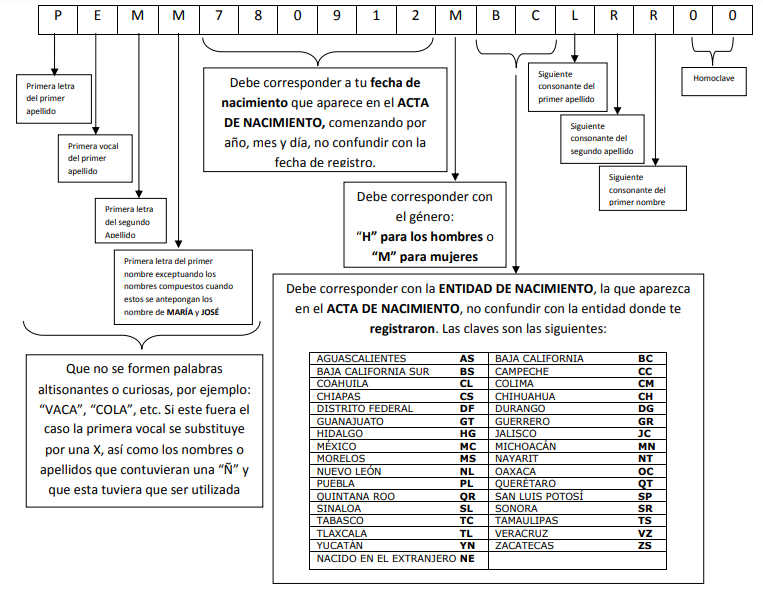 P E M M 7 8 0 9 1 2 M B C L R R 0 0
Primera letra
del primer
apellido
Primera vocal
del primer
apellido
Primera letra
del segundo
Apellido
Primera letra del primer
nombre exceptuando los
nombres compuestos cuando
estos se antepongan los
nombre de MARÍA y JOSÉ
Que no se formen palabras
altisonantes o curiosas, por ejemplo:
“VACA”, “COLA”, etc. Si este fuera el
caso la primera vocal se substituye
por una X, así como los nombres o
apellidos que contuvieran una “Ñ” y
que esta tuviera que ser utilizada
Debe corresponder a tu fecha de
nacimiento que aparece en el ACTA
DE NACIMIENTO, comenzando por
año, mes y día, no confundir con la
fecha de registro.
Debe corresponder con
el género:
“H” para los hombres o
“M” para mujeres
Siguiente
consonante del
primer apellido
Siguiente
consonante del
segundo apellido
Siguiente
consonante del
primer nombre
Homoclave
Debe corresponder con la ENTIDAD DE NACIMIENTO, la que aparezca
en el ACTA DE NACIMIENTO, no confundir con la entidad donde te
registraron. Las claves son las siguientes:
AGUASCALIENTES AS BAJA CALIFORNIA BC
BAJA CALIFORNIA SUR BS CAMPECHE CC
COAHUILA CL COLIMA CM
CHIAPAS CS CHIHUAHUA CH
DISTRITO FEDERAL DF DURANGO DG
GUANAJUATO GT GUERRERO GR
HIDALGO HG JALISCO JC
MÉXICO MC MICHOACÁN MN
MORELOS MS NAYARIT NT
NUEVO LEÓN NL OAXACA OC
PUEBLA PL QUERÉTARO QT
QUINTANA ROO QR SAN LUIS POTOSÍ SP
SINALOA SL SONORA SR
TABASCO TC TAMAULIPAS TS
TLAXCALA TL VERACRUZ VZ
YUCATÁN YN ZACATECAS ZS
NACIDO EN EL EXTRANJERO NE